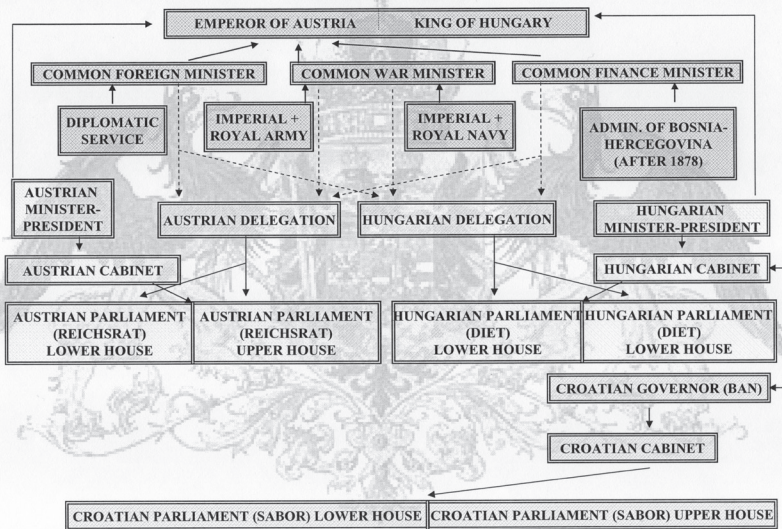 EMPEROR OF AUSTRIA
KING OF HUNGARY
COMMON FOREIGN MINISTER
COMMON WAR MINISTER
COMMON FINANCE MINISTER
DIPLOMATIC
SERVICE
IMPERIAL +
ROYAL ARMY
IMPERIAL +
ROYAL NAVY
ADMIN. OF BOSNIA-
HERCEGOVINA
(AFTER 1878)
AUSTRIAN
MINISTER-
PRESIDENT
AUSTRIAN DELEGATION
HUNGARIAN DELEGATION
HUNGARIAN
MINISTER-PRESIDENT
AUSTRIAN CABINET
HUNGARIAN CABINET
AUSTRIAN PARLIAMENT
(REICHSRAT)
LOWER HOUSE
AUSTRIAN PARLIAMENT
(REICHSRAT)
UPPER HOUSE
HUNGARIAN PARLIAMENT
(DIET)
LOWER HOUSE
HUNGARIAN PARLIAMENT
(DIET)
LOWER HOUSE
CROATIAN GOVERNOR (BAN)
CROATIAN CABINET
CROATIAN PARLIAMENT (SABOR) LOWER HOUSE
CROATIAN PARLIAMENT (SABOR) UPPER HOUSE